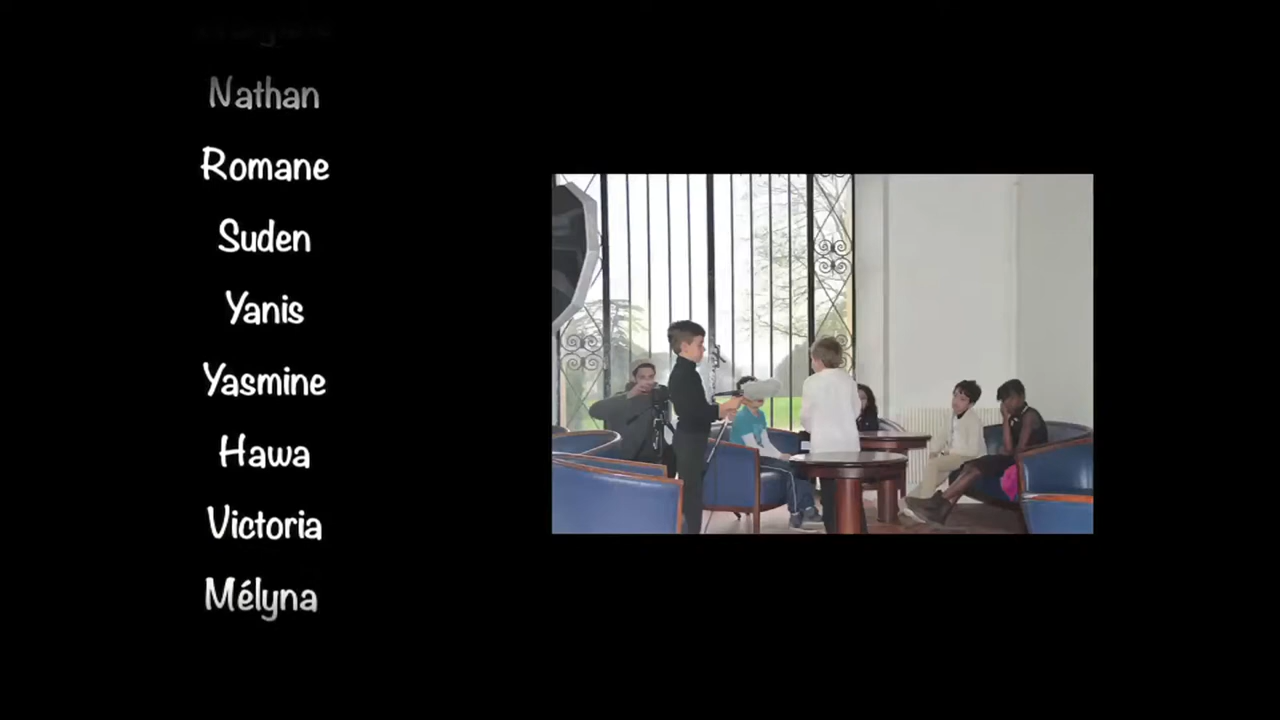 Nathan
Romane
Suden
Yanis
Yasmine
Hawa
Victoria
Mélyna